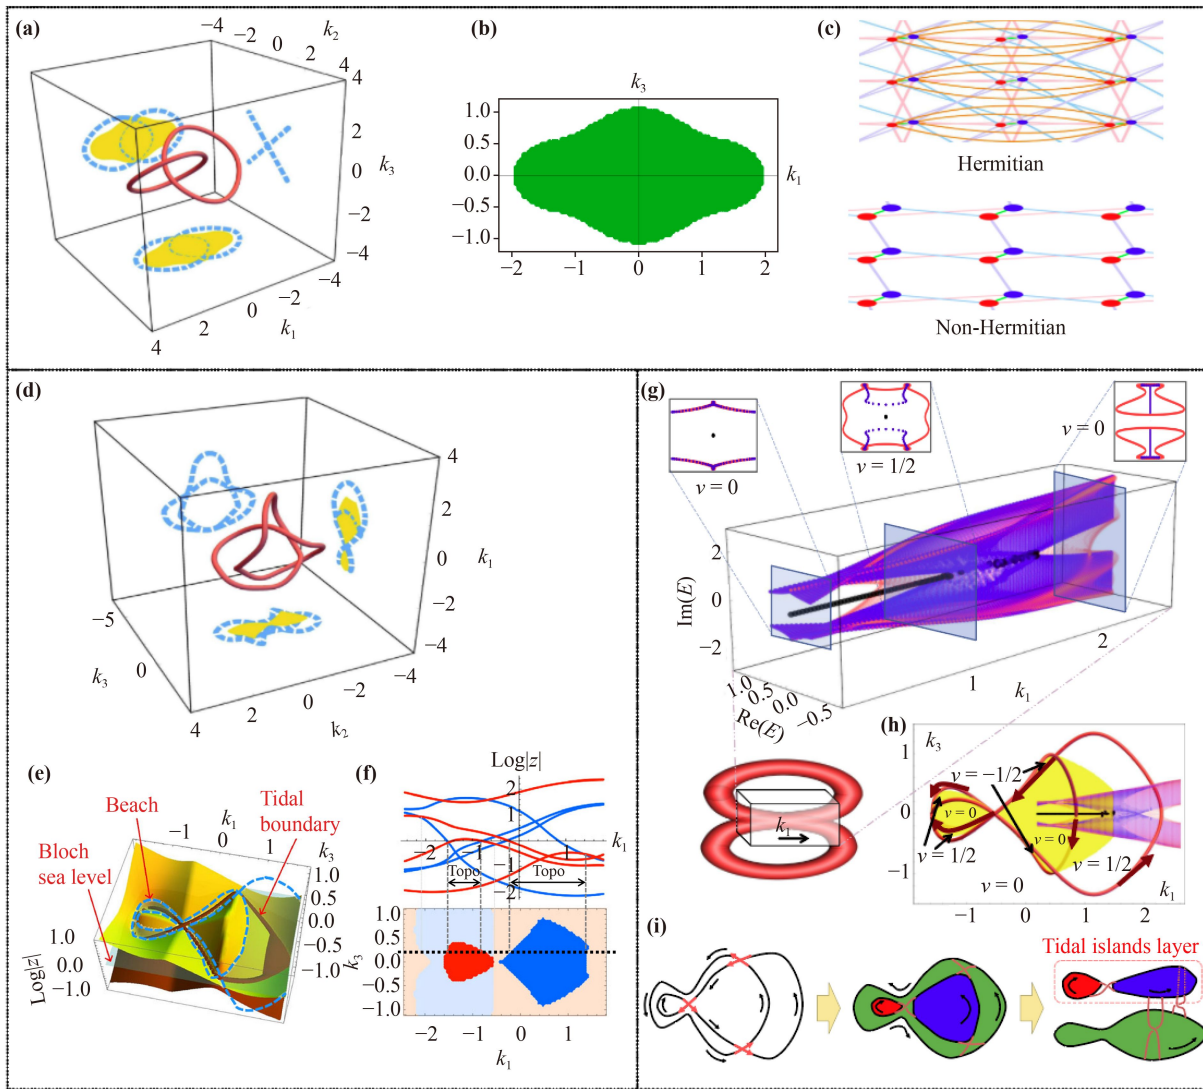 (a)
−4
−2
0
2
4
k2
4
2
0
−2
−4
k3
−4
−2
0
2
4
k1
(b)
k3
1.0
0.5
0.0
−0.5
−1.0
k1
−2
−1
0
1
2
(c)
Hermitian
Non-Hermitian
(d)
4
2
0
−2
−4
k1
−5
0
k3
4
2
0
−2
−4
k2
(e)
Beach
Bloch
sea level
Tidal
boundary
−1
0
1
k1
k3
1.0
0.5
0.0
−0.5
−1.0
Log|z|
1.0
0.0
−1.0
(f)
Log|z|
2
1
−1
−2
−2
−1
1
k1
Topo
Topo
1.0
0.5
0.0
−0.5
−1.0
k3
−2
−1
0
1
k1
(g)
v = 0
v = 1/2
v = 0
2
0
−2
Im(E)
1.0
0.5
0.0
−0.5
Re(E)
1
2
k1
k1
(h)
k3
1
0
−1
v = −1/2
v = 0
v = 0
v = 1/2
v = 0
v = 1/2
k1
−1
0
1
2
(i)
Tidal islands layer